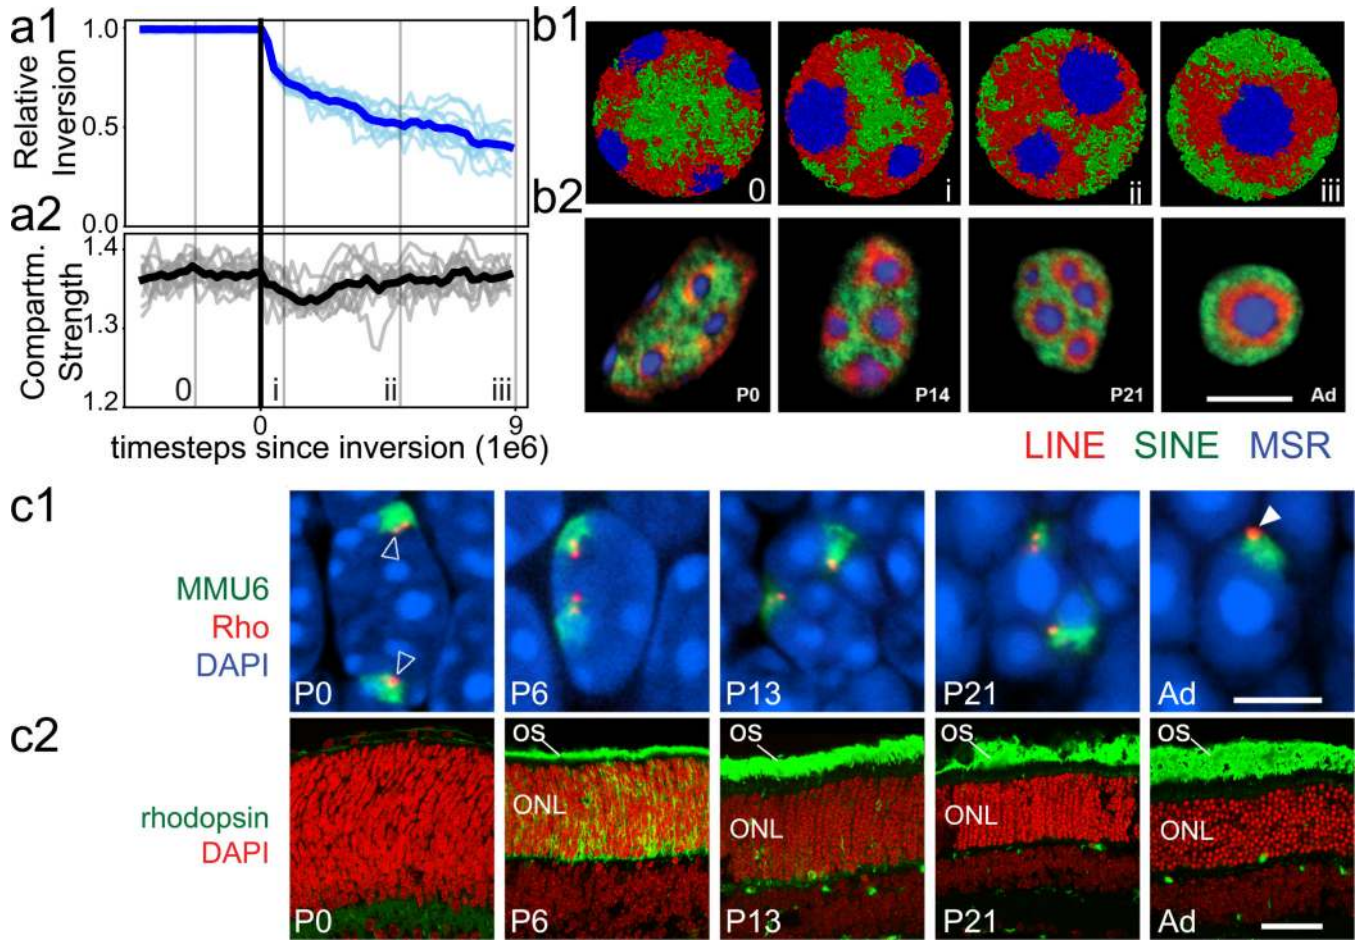 a1
Relative
Inversion
1.0
0.5
0.0
a2
Compartm.
Strength
1.4
1.3
1.2
0
i
ii
iii
0
9
timesteps since inversion (1e6)
b1
0
i
ii
iii
b2
P0
P14
P21
Ad
LINE SINE MSR
c1
MMU6
Rho
DAPI
P0
P6
P13
P21
Ad
c2
rhodopsin
DAPI
P0
os
ONL
P6
os
ONL
P13
os
ONL
P21
os
ONL
Ad